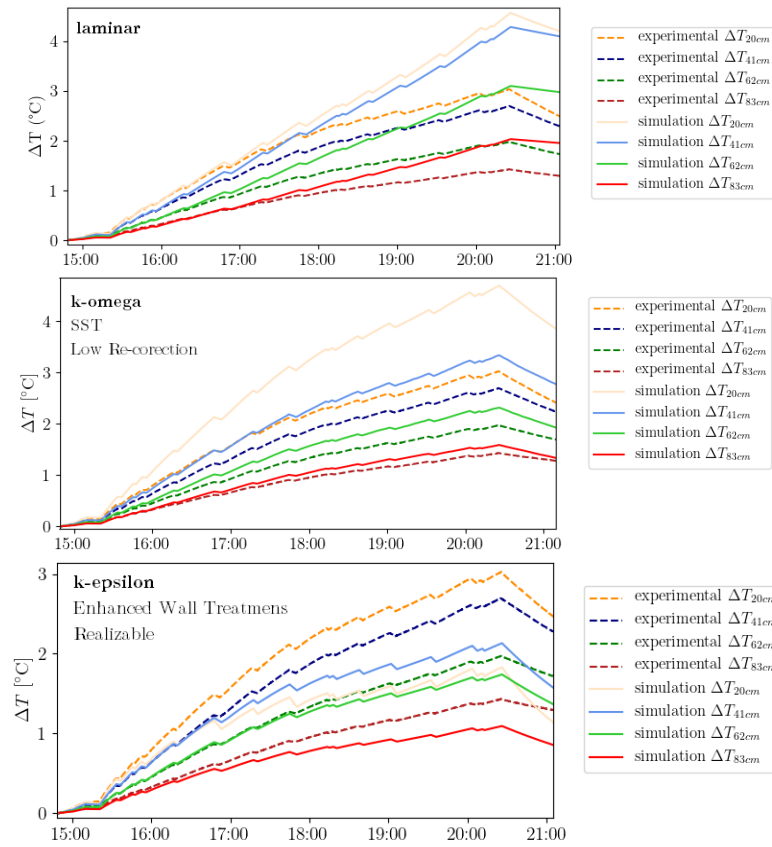 laminar
4
3
2
1
0
ΔT (°C)
15:00 16:00 17:00 18:00 19:00 20:00 21:00
experimental ΔT20cm
experimental ΔT41cm
experimental ΔT62cm
experimental ΔT83cm
simulation ΔT20cm
simulation ΔT41cm
simulation ΔT62cm
simulation ΔT83cm
k-omega
SST
Low Re-corection
4
3
2
1
0
ΔT [°C]
15:00 16:00 17:00 18:00 19:00 20:00 21:00
experimental ΔT20cm
experimental ΔT41cm
experimental ΔT62cm
experimental ΔT83cm
simulation ΔT20cm
simulation ΔT41cm
simulation ΔT62cm
simulation ΔT83cm
k-epsilon
Enhanced Wall Treatmens
Realizable
3
2
1
0
ΔT [°C]
15:00 16:00 17:00 18:00 19:00 20:00 21:00
experimental ΔT20cm
experimental ΔT41cm
experimental ΔT62cm
experimental ΔT83cm
simulation ΔT20cm
simulation ΔT41cm
simulation ΔT62cm
simulation ΔT83cm